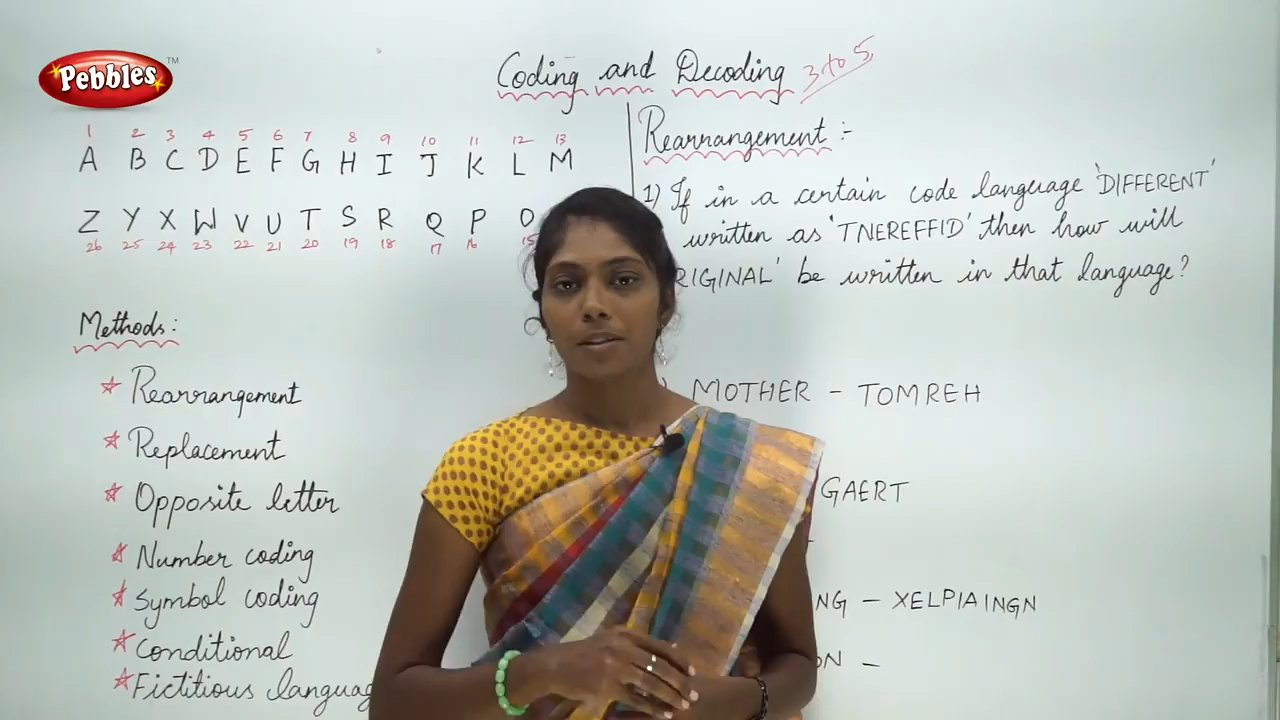 Pebbles TM
Coding and Decoding 3 to 5
1 2 3 4 5 6 7 8 9 10 11 12 13
A B C D E F G H I J K L M
Z Y X W V U T S R Q P O
26 25 24 23 22 21 20 19 18 17 16 15
Methods:
Rearrangement
Replacement
Opposite letter
Number coding
Symbol coding
Conditional
Fictitious languag
Rearrangement :-
1) If in a certain code language 'DIFFERENT'
written as 'TNEREFFID' then how will
RIGINAL' be written in that language?
) MOTHER - TOMREH
GAERT
NG - XELPIAINGN
ON -